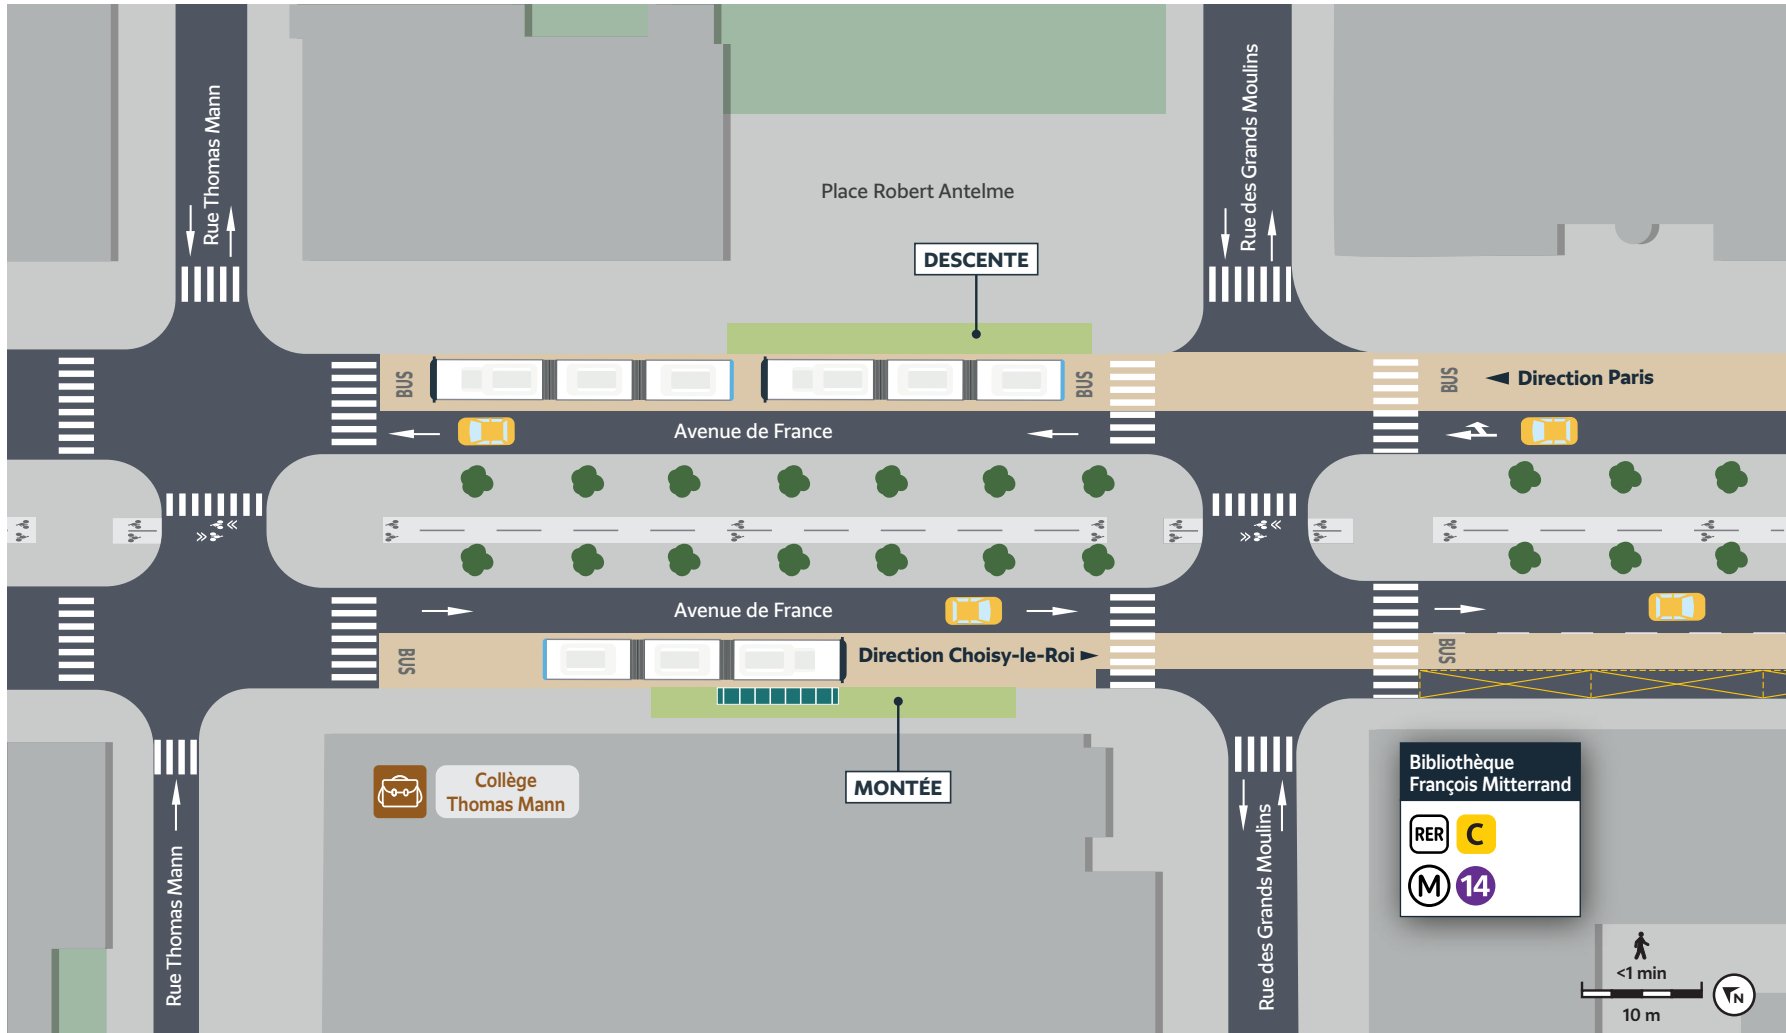 Rue Thomas Mann
Rue des Grands Moulins
Place Robert Antelme
DESCENTE
BUS
BUS
BUS
Direction Paris
Avenue de France
Avenue de France
BUS
Direction Choisy-le-Roi
BUS
MONTÉE
Collège
Thomas Mann
Bibliothèque
François Mitterrand
RER
C
M
14
Rue Thomas Mann
Rue des Grands Moulins
<1 min
10 m
N